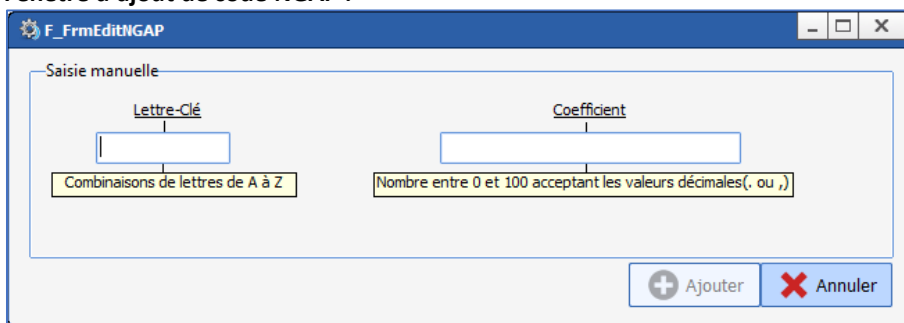 F_FrmEditNGAP
Saisie manuelle
Lettre-Clé Coefficient
Combinaisons de lettres de A à Z Nombre entre 0 et 100 acceptant les valeurs décimales(. ou ,)
Ajouter Annuler